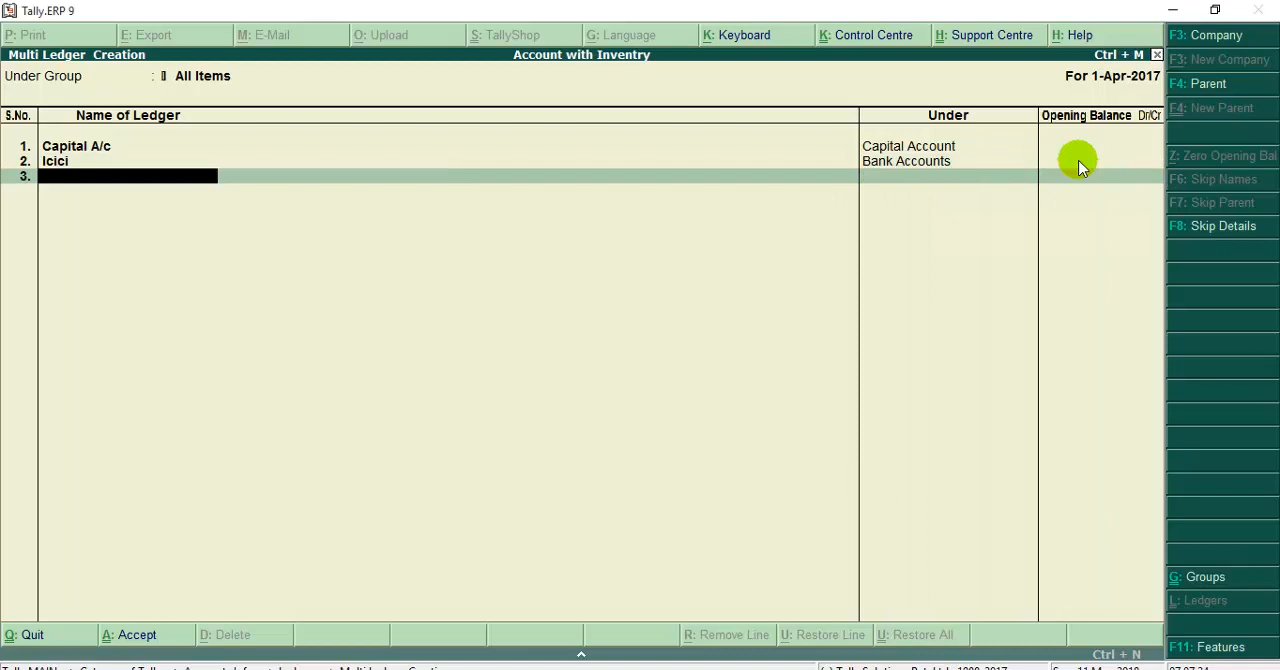 Tally.ERP 9
P: Print E: Export M: E-Mail O: Upload S: TallyShop G: Language K: Keyboard K: Control Centre H: Support Centre H: Help
Multi Ledger Creation Account with Inventry Ctrl + M
Under Group : All Items For 1-Apr-2017
S.No. Name of Ledger Under Opening Balance Dr/Cr
1. Capital A/c Capital Account
2. Icici Bank Accounts
3.
F3: Company
F3: New Company
F4: Parent
F4: New Parent
Z: Zero Opening Bal
F6: Skip Names
F7: Skip Parent
F8: Skip Details
G: Groups
L: Ledgers
F11: Features
Q: Quit A: Accept D: Delete R: Remove Line U: Restore Line U: Restore All
Ctrl + N